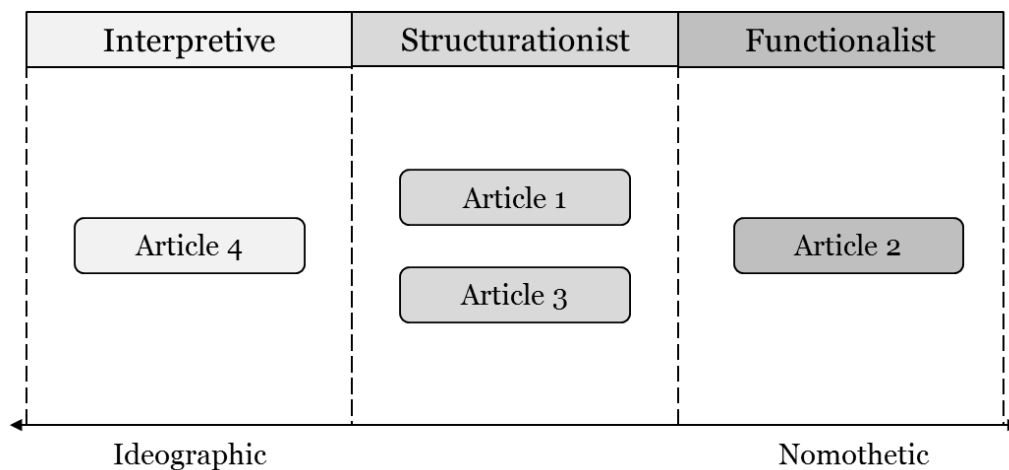 Interpretive
Structurationist
Functionalist
Article 1
Article 4
Article 2
Article 3
Ideographic
Nomothetic